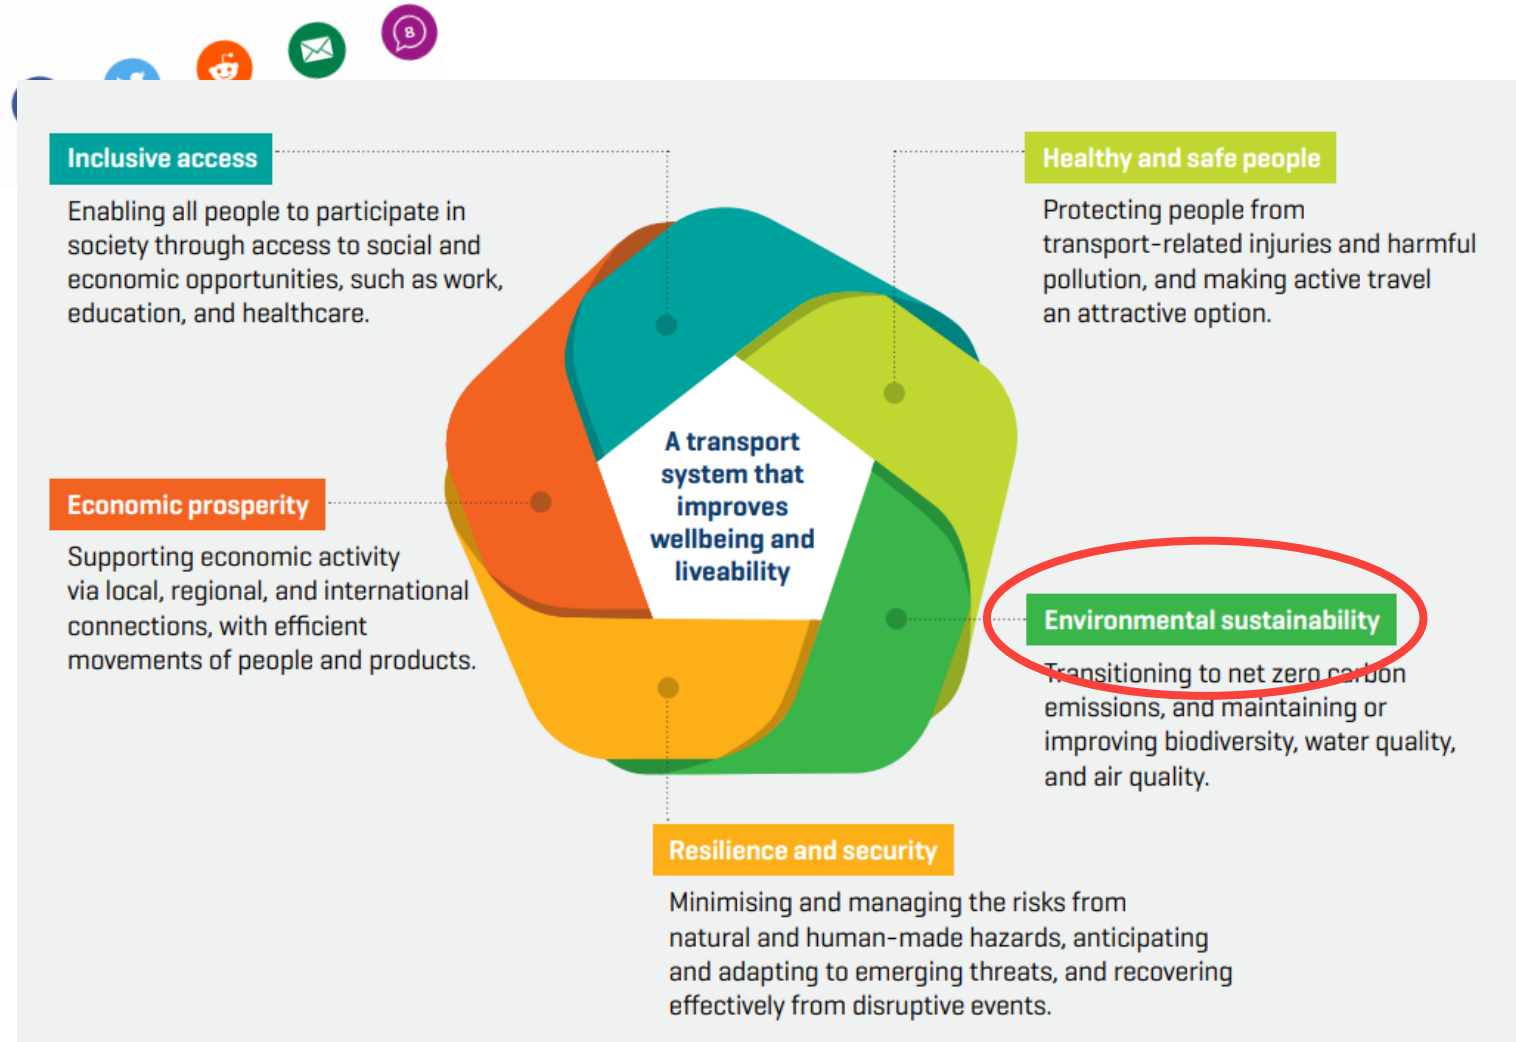 8
Inclusive access
Enabling all people to participate in
society through access to social and
economic opportunities, such as work,
education, and healthcare.
Healthy and safe people
Protecting people from
transport-related injuries and harmful
pollution, and making active travel
an attractive option.
A transport
system that
improves
wellbeing and
liveability
Economic prosperity
Supporting economic activity
via local, regional, and international
connections, with efficient
movements of people and products.
Environmental sustainability
Transitioning to net zero carbon
emissions, and maintaining or
improving biodiversity, water quality,
and air quality.
Resilience and security
Minimising and managing the risks from
natural and human-made hazards, anticipating
and adapting to emerging threats, and recovering
effectively from disruptive events.